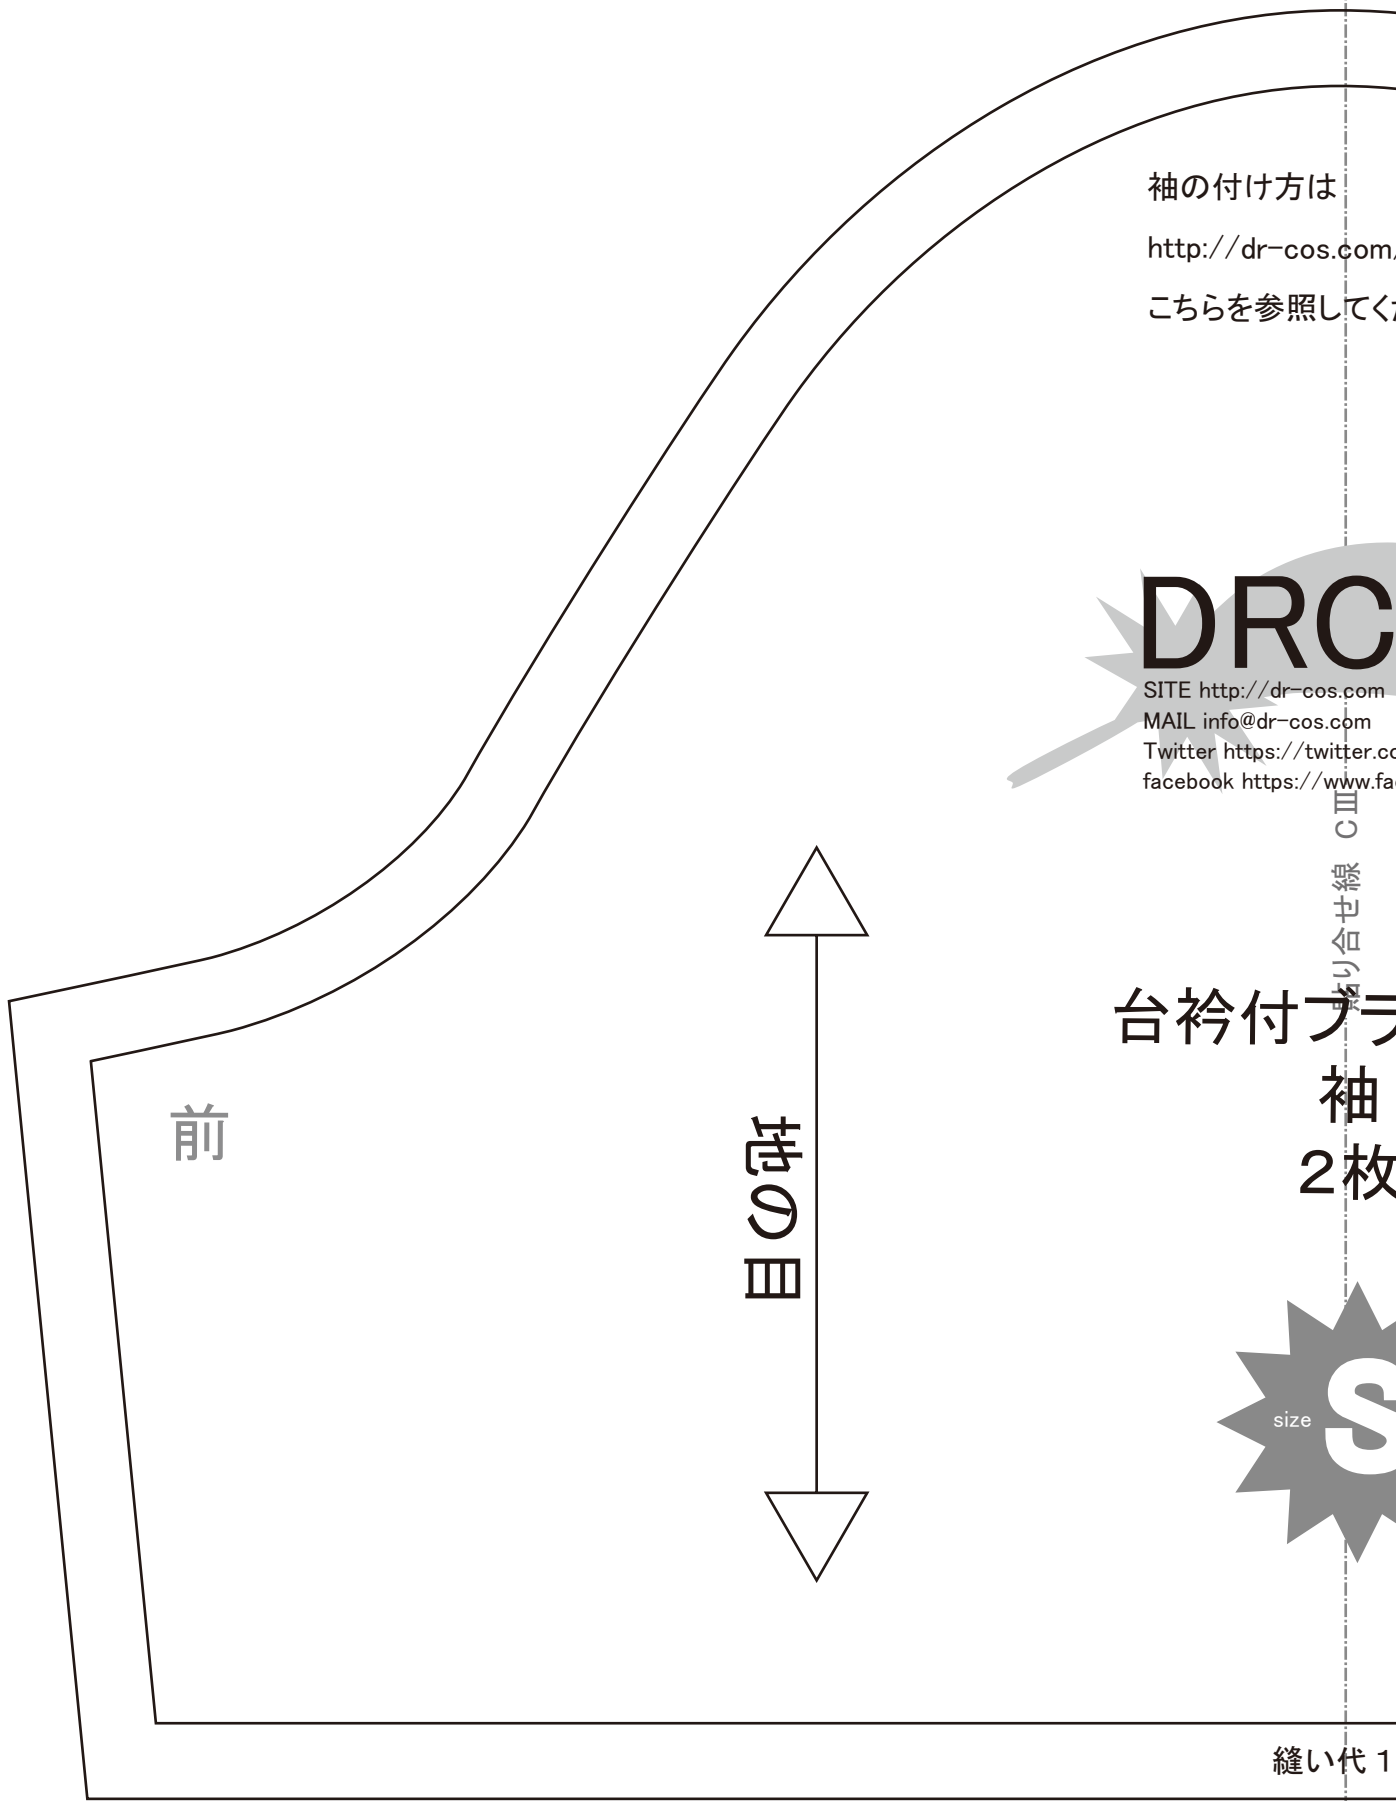 袖の付け方は
http://dr-cos.com/
こちらを参照してく
DRC
SITE http://dr-cos.com
MAIL info@dr-cos.com
Twitter https://twitter.co
facebook https://www.fa
貼り合せ線 CⅢ
台衿付ブラ
袖
2枚
前
地の目
size S
縫い代 1